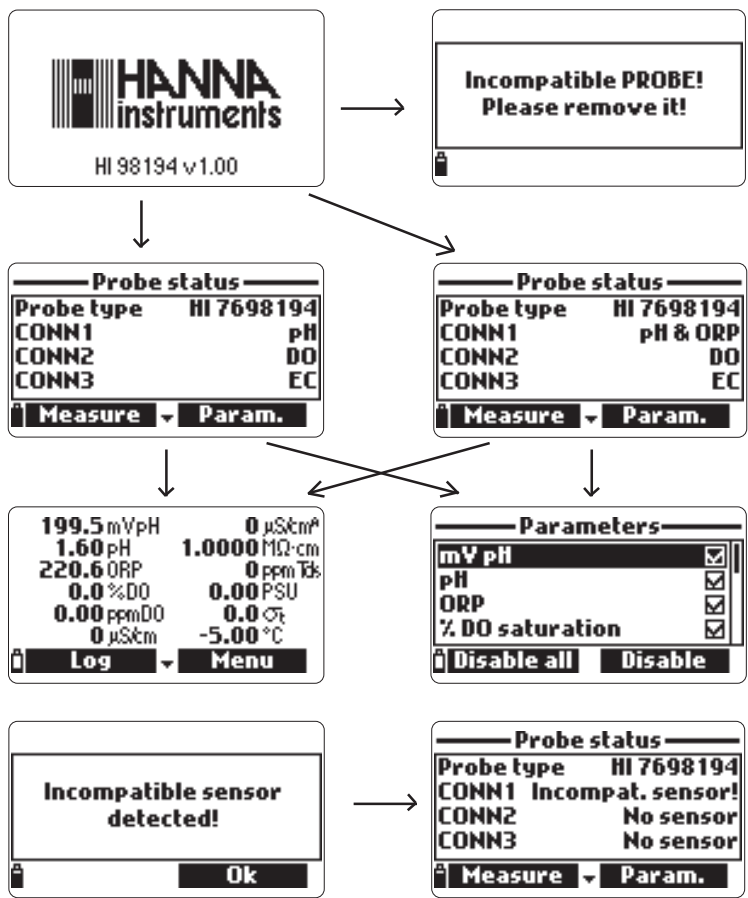 HANNA
instruments
HI 98194 v1.00
Incompatible PROBE!
Please remove it!
Probe status
Probe type HI 7698194
CONN1 pH
CONN2 DO
CONN3 EC
Measure Param.
Probe status
Probe type HI 7698194
CONN1 pH & ORP
CONN2 DO
CONN3 EC
Measure Param.
199.5 mVpH 0 µS/cmᴬ
1.60 pH 1.0000 MΩ·cm
220.6 ORP 0 ppm Tds
0.0 %DO 0.00 PSU
0.00 ppmDO 0.0 σt
0 µS/cm -5.00 °C
Log Menu
Parameters
mV pH
pH
ORP
% DO saturation
Disable all Disable
Incompatible sensor
detected!
Ok
Probe status
Probe type HI 7698194
CONN1 Incompat. sensor!
CONN2 No sensor
CONN3 No sensor
Measure Param.